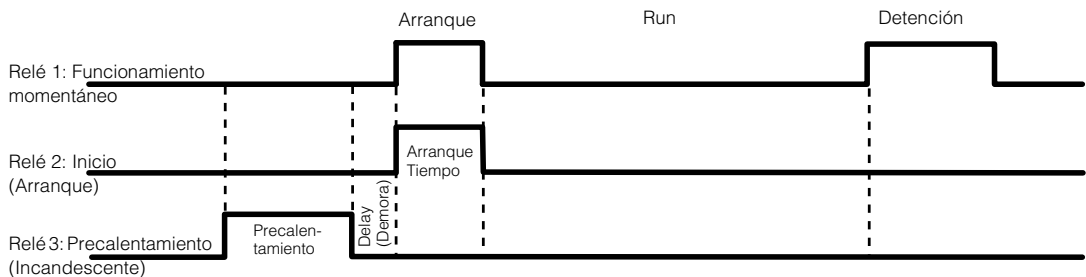 Arranque Run Detención
Relé 1: Funcionamiento
momentáneo
Relé 2: Inicio
(Arranque)
Arranque
Tiempo
Delay
(Demora)
Relé 3: Precalentamiento
(Incandescente)
Precalen-
tamiento